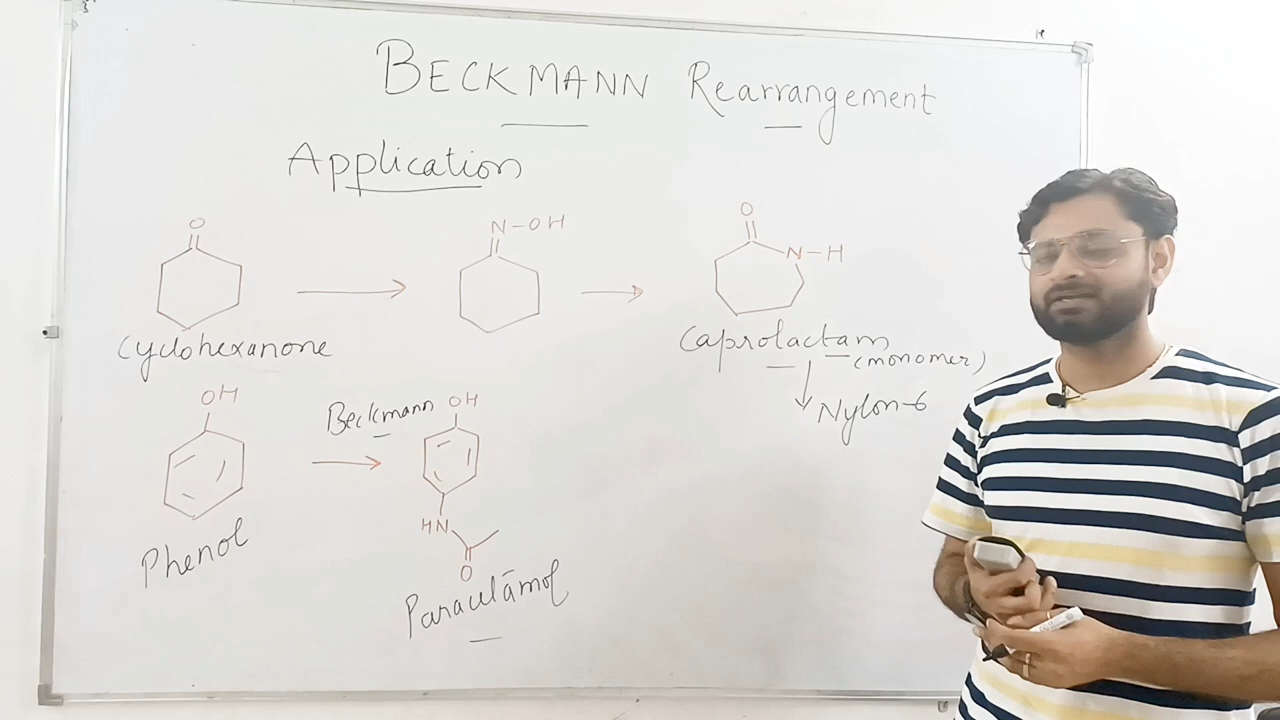 BECKMANN Rearrangement
Application
O
N-OH
O
N-H
Cyclohexanone
Caprolactam
(monomer)
Nylon-6
OH
Beckmann
OH
HN
O
Phenol
Paracetamol